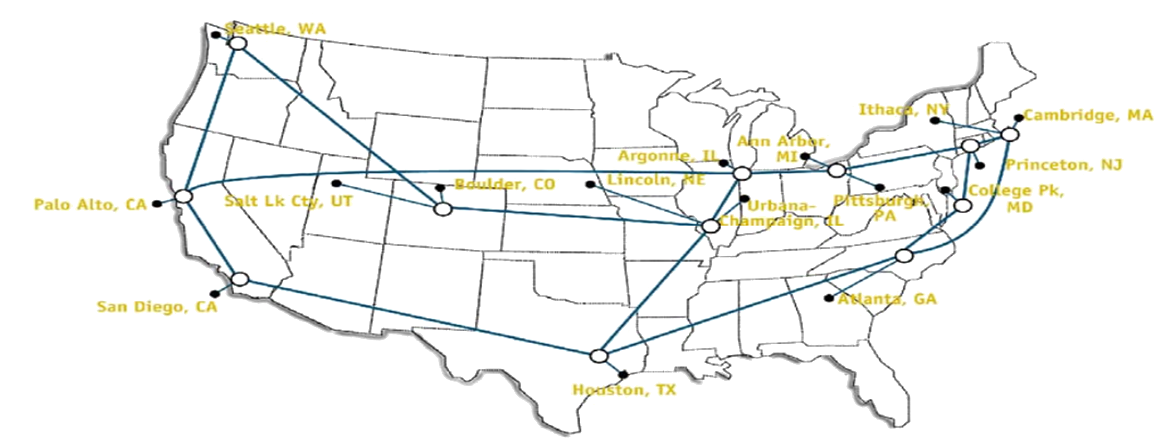 Seattle, WA
Ithaca, NY
Cambridge, MA
Ann Arbor,
MI
Argonne, IL
Princeton, NJ
Lincoln, NE
Boulder, CO
Salt Lk Cty, UT
College Pk,
MD
Palo Alto, CA
Pittsburgh,
PA
Urbana-
Champaign, IL
San Diego, CA
Atlanta, GA
Houston, TX